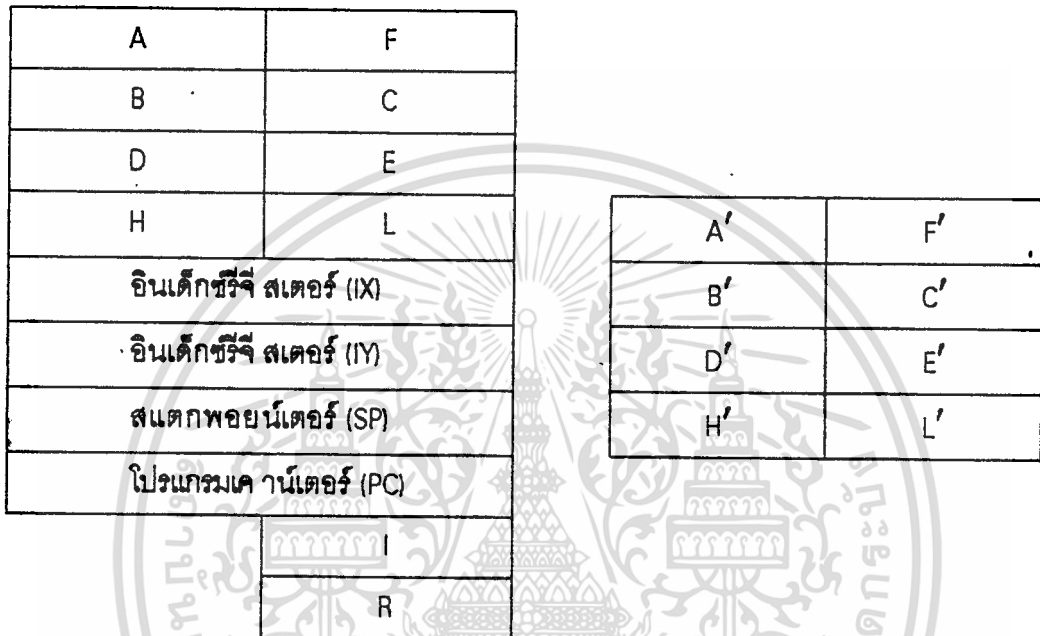 A F
B C
D E
H L
อินเด็กซ์รีจี สเตอร์ (IX)
อินเด็กซ์รีจี สเตอร์ (IY)
สแตกพอยน์เตอร์ (SP)
โปรแกรมเค าน์เตอร์ (PC)
I
R
A′ F′
B′ C′
D′ E′
H′ L′